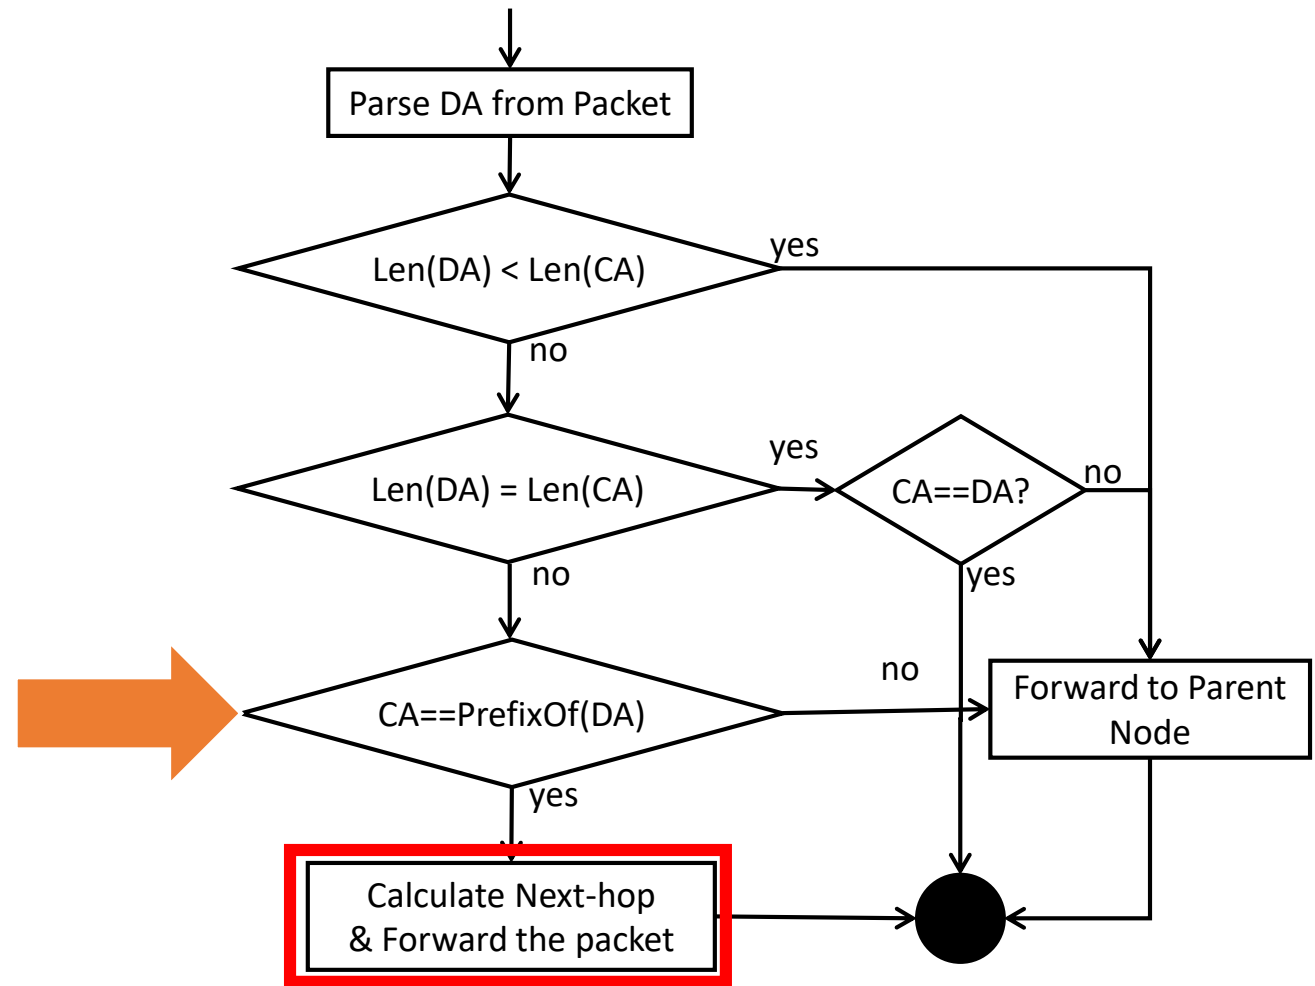 Parse DA from Packet
yes
Len(DA) < Len(CA)
no
yes
Len(DA) = Len(CA)
CA==DA?
no
no
yes
no
CA==PrefixOf(DA)
Forward to Parent
Node
yes
Calculate Next-hop
& Forward the packet